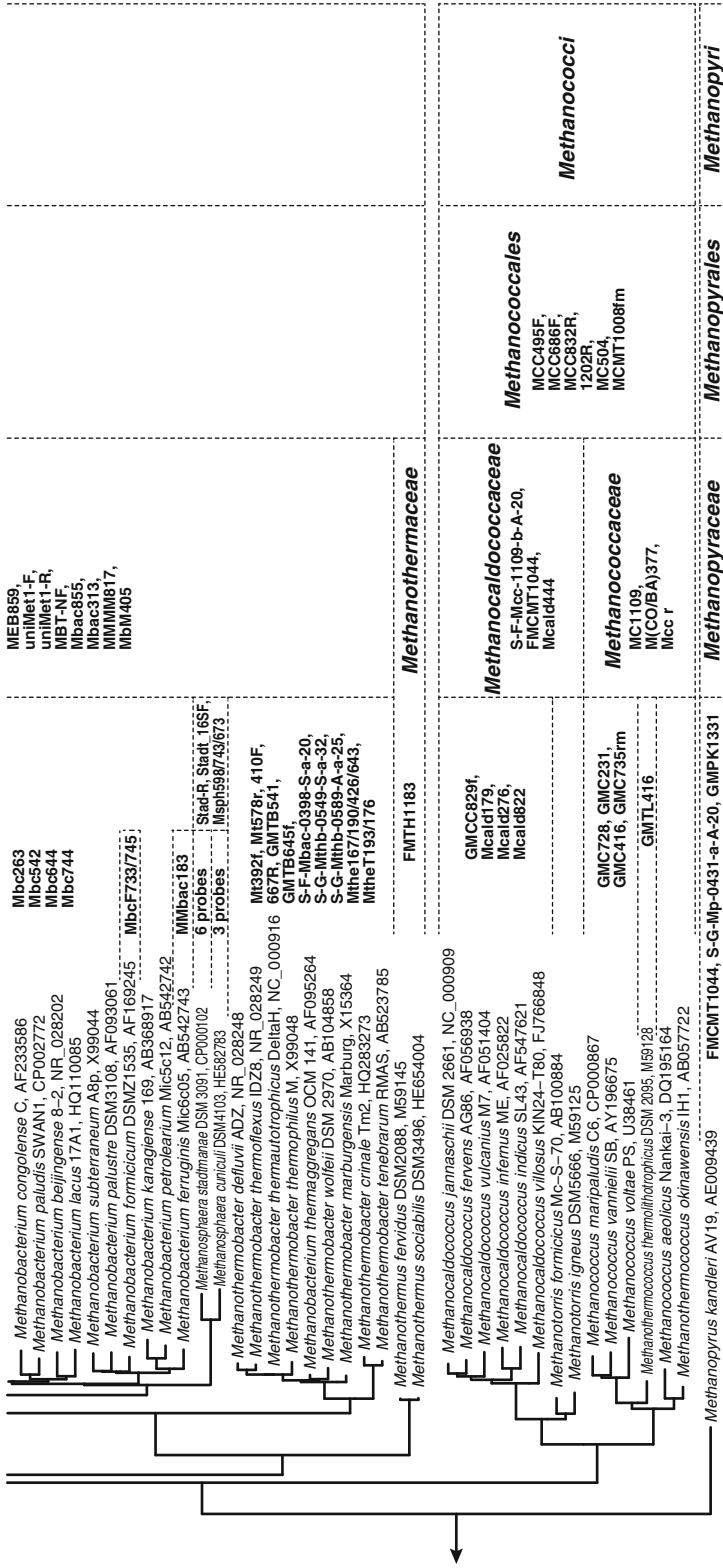 Methanobacterium congolense C, AF233586
Methanobacterium paludis SWAN1, CP002772
Methanobacterium beijingense 8–2, NR_028202
Methanobacterium lacus 17A1, HQ110085
Methanobacterium subterraneum A8p, X99044
Methanobacterium palustre DSM3108, AF093061
Methanobacterium formicicum DSMZ1535, AF169245
Methanobacterium kanagiense 169, AB368917
Methanobacterium petrolearium Mic5c12, AB542742
Methanobacterium ferruginis Mic6c05, AB542743
Methanosphaera stadtmanae DSM 3091, CP000102
Methanosphaera cuniculi DSM4103, HE582783
Methanothermobacter defluvii ADZ, NR_028248
Methanothermobacter thermoflexus IDZ8, NR_028249
Methanothermobacter thermautotrophicus DeltaH, NC_000916
Methanothermobacter thermophilus M, X99048
Methanobacterium thermaggregans OCM 141, AF095264
Methanothermobacter wolfeii DSM 2970, AB104858
Methanothermobacter marburgensis Marburg, X15364
Methanothermobacter crinale Tm2, HQ283273
Methanothermobacter tenebrarum RMAS, AB523785
Methanothermus fervidus DSM2088, M59145
Methanothermus sociabilis DSM3496, HE654004
Methanocaldococcus jannaschii DSM 2661, NC_000909
Methanocaldococcus fervens AG86, AF056938
Methanocaldococcus vulcanius M7, AF051404
Methanocaldococcus infernus ME, AF025822
Methanocaldococcus indicus SL43, AF547621
Methanocaldococcus villosus KIN24–T80, FJ766848
Methanotorris formicicus Mc–S–70, AB100884
Methanotorris igneus DSM5666, M59125
Methanococcus maripaludis C6, CP000867
Methanococcus vannielii SB, AY196675
Methanococcus voltae PS, U38461
Methanothermococcus thermolithotrophicus DSM 2095, M59128
Methanococcus aeolicus Nankai–3, DQ195164
Methanothermococcus okinawensis IH1, AB057722
Methanopyrus kandleri AV19, AE009439
Mbc263
Mbc542
Mbc644
Mbc744
MbcF733/745
MMbac183
6 probes
Stad-R, Stadt_16SF,
3 probes
Msph598/743/673
Mt392f, Mt578r, 410F,
667R, GMTB541,
GMTB645f,
S-F-Mbac-0398-S-a-20,
S-G-Mthb-0549-S-a-32,
S-G-Mthb-0589-A-a-25,
Mthe167/190/426/643,
MtheT193/176
FMTH1183
GMCC829f,
Mcald179,
Mcald276,
Mcald822
GMC728, GMC231,
GMC416, GMC735rm
GMTL416
FMCMT1044, S-G-Mp-0431-a-A-20, GMPK1331
MEB859,
uniMet1-F,
uniMet1-R,
MBT-NF,
Mbac855,
Mbac313,
MMMM817,
MbM405
Methanothermaceae
Methanocaldococcaceae
S-F-Mcc-1109-b-A-20,
FMCMT1044,
Mcald444
Methanococcaceae
MC1109,
M(CO/BA)377,
Mcc r
Methanopyraceae
Methanococcales
MCC495F,
MCC686F,
MCC832R,
1202R,
MC504,
MCMT1008fm
Methanopyrales
Methanococci
Methanopyri